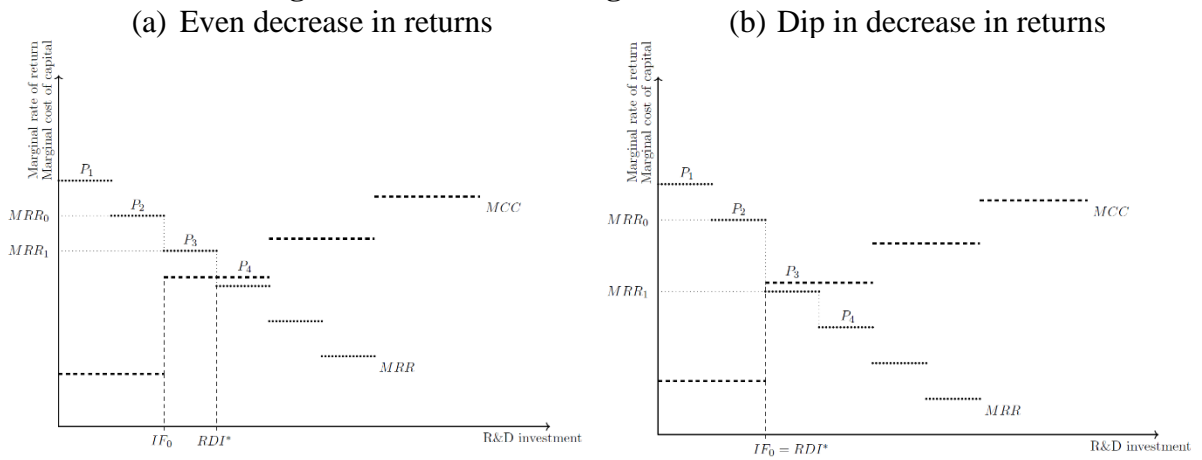 (a) Even decrease in returns
Marginal rate of return
Marginal cost of capital
P1
P2
P3
P4
MRR0
MRR1
MCC
MRR
IF0
RDI*
R&D investment
(b) Dip in decrease in returns
Marginal rate of return
Marginal cost of capital
P1
P2
P3
P4
MRR0
MRR1
MCC
MRR
IF0 = RDI*
R&D investment